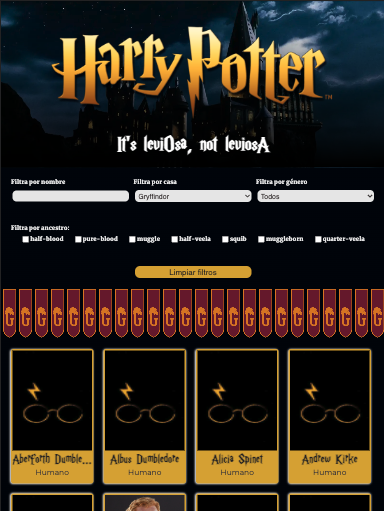 Harry Potter
TM
It's leviOsa, not leviosA
Filtra por nombre Filtra por casa Filtra por género
Gryffindor Todos
Filtra por ancestro:
half-blood pure-blood muggle half-veela squib muggleborn quarter-veela
Limpiar filtros
G G G G G G G G G G G G G G G G G G G G G G G G
Aberforth Dumble... Albus Dumbledore Alicia Spinet Andrew Kirke
Humano Humano Humano Humano